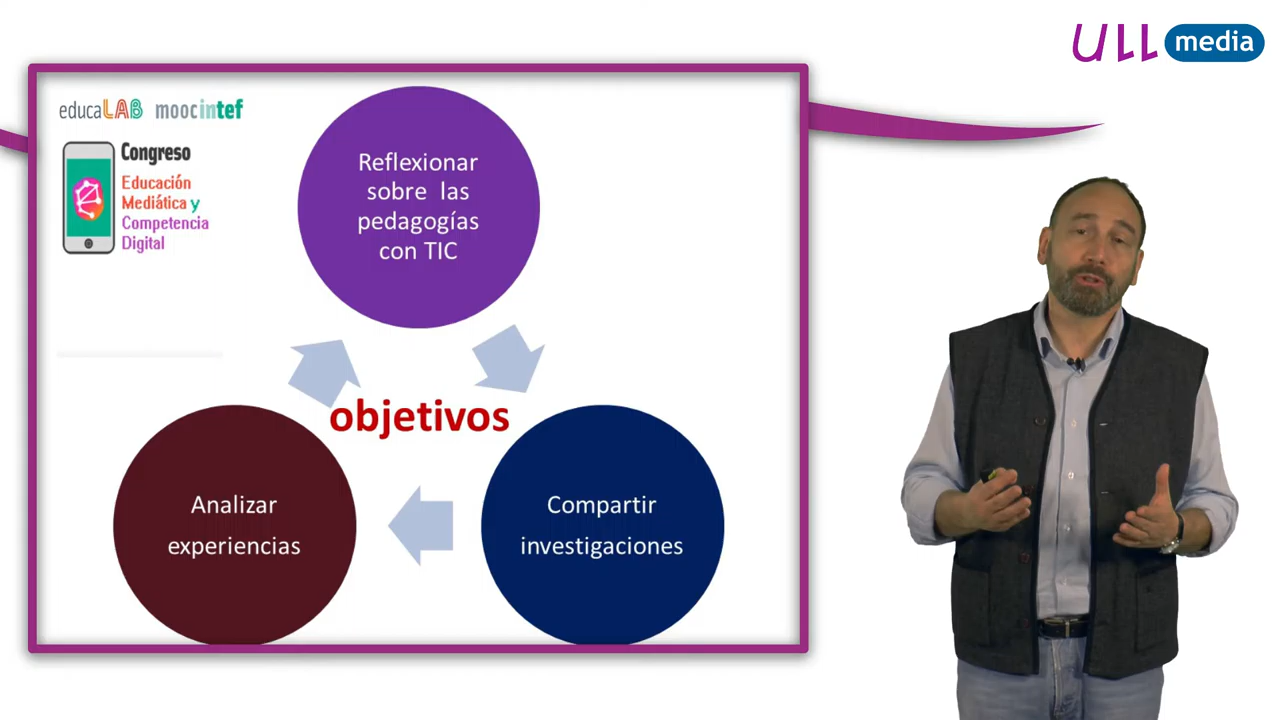 ULL media
educaLAB moocintef
Congreso
Educación
Mediática y
Competencia
Digital
Reflexionar
sobre las
pedagogías
con TIC
objetivos
Analizar
experiencias
Compartir
investigaciones